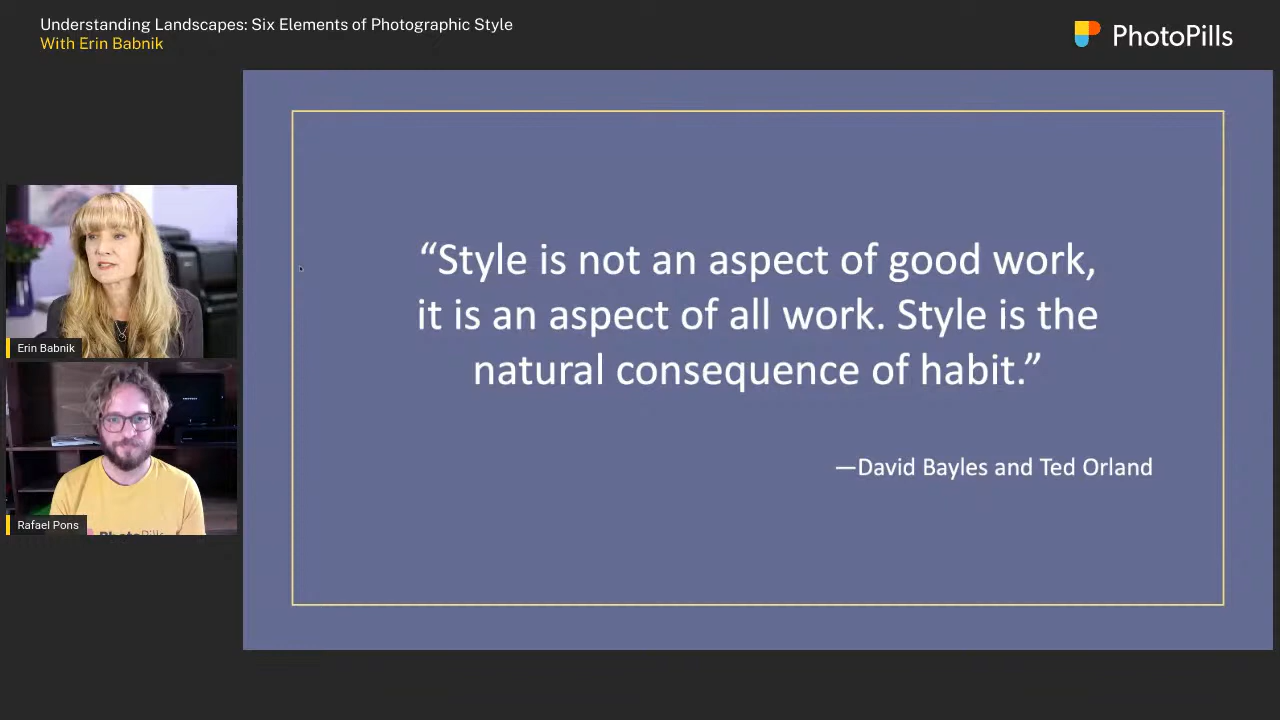 Understanding Landscapes: Six Elements of Photographic Style
With Erin Babnik
PhotoPills
“Style is not an aspect of good work,
it is an aspect of all work. Style is the
natural consequence of habit.”
—David Bayles and Ted Orland
Erin Babnik
Rafael Pons
PhotoPills